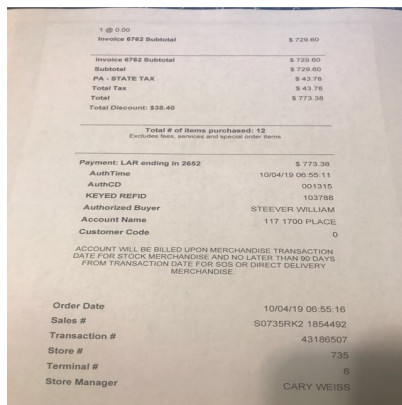 1 @ 0.00
Invoice 6762 Subtotal $ 729.60
Invoice 6762 Subtotal $ 729.60
Subtotal $ 729.60
PA - STATE TAX $ 43.78
Total Tax $ 43.78
Total $ 773.38
Total Discount: $38.40
Total # of items purchased: 12
Excludes fees, services and special order items
Payment: LAR ending in 2652 $ 773.38
AuthTime 10/04/19 06:55:11
AuthCD 001315
KEYED REFID 103788
Authorized Buyer STEEVER WILLIAM
Account Name 117 1700 PLACE
Customer Code 0
ACCOUNT WILL BE BILLED UPON MERCHANDISE TRANSACTION
DATE FOR STOCK MERCHANDISE AND NO LATER THAN 90 DAYS
FROM TRANSACTION DATE FOR SOS OR DIRECT DELIVERY
MERCHANDISE.
Order Date 10/04/19 06:55:16
Sales # S0735RK2 1854492
Transaction # 43186507
Store # 735
Terminal # 6
Store Manager CARY WEISS